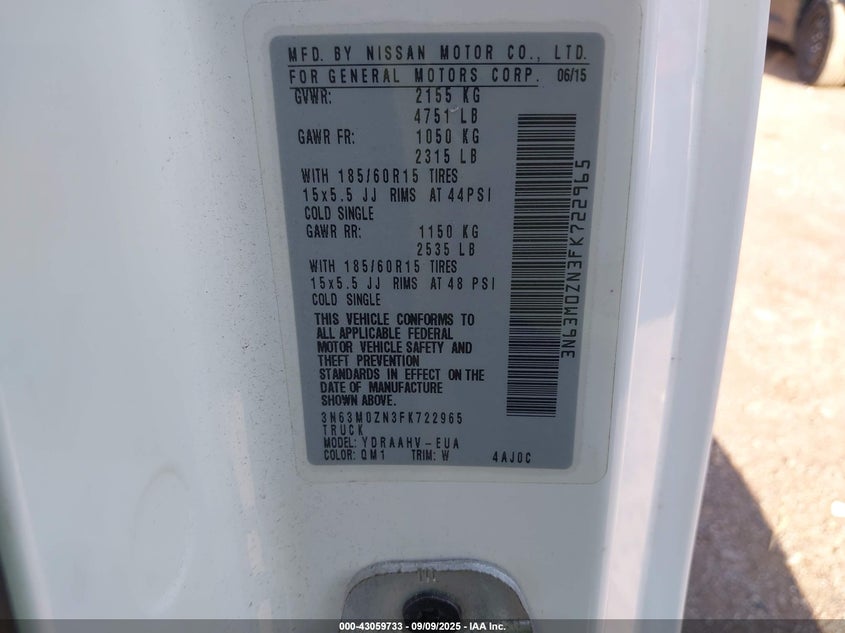 MFD. BY NISSAN MOTOR CO., LTD.
FOR GENERAL MOTORS CORP. 06/15
GVWR: 2155 KG
4751 LB
GAWR FR: 1050 KG
2315 LB
WITH 185/60R15 TIRES
15x5.5 JJ RIMS AT 44PSI
COLD SINGLE
GAWR RR: 1150 KG
2535 LB
WITH 185/60R15 TIRES
15x5.5 JJ RIMS AT 48 PSI
COLD SINGLE
THIS VEHICLE CONFORMS TO
ALL APPLICABLE FEDERAL
MOTOR VEHICLE SAFETY AND
THEFT PREVENTION
STANDARDS IN EFFECT ON THE
DATE OF MANUFACTURE
SHOWN ABOVE.
3N63M0ZN3FK722965
TRUCK
MODEL: YDRAAHV-EUA
COLOR: QM1 TRIM: W 4AJ0C
3N63M0ZN3FK722965
000-43059733 - 09/09/2025 - IAA Inc.